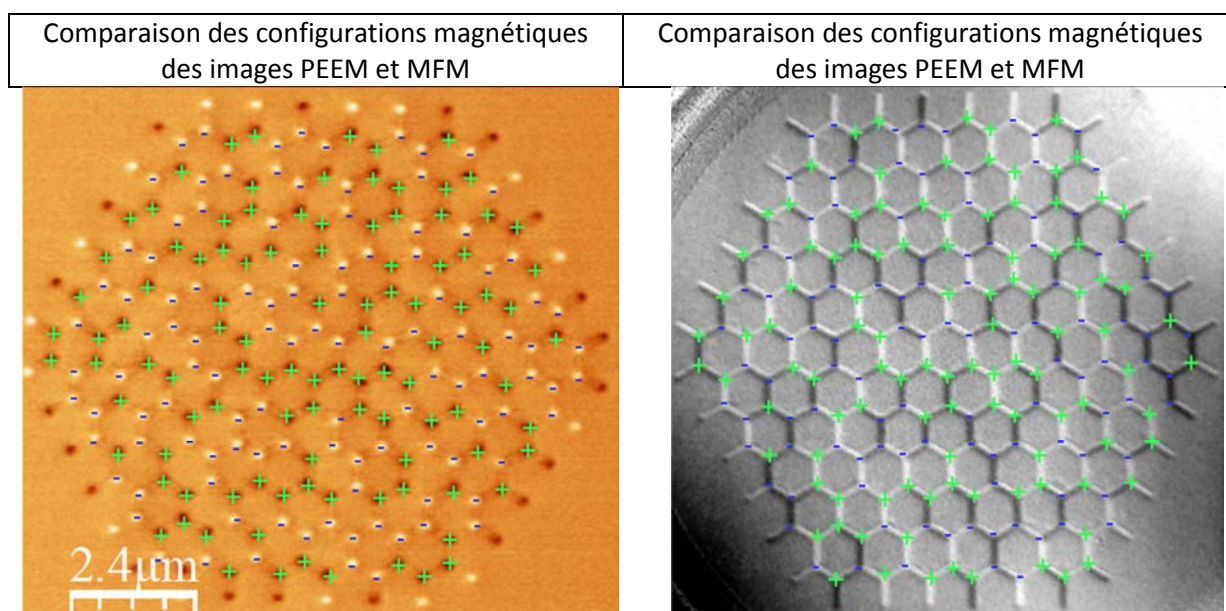 Comparaison des configurations magnétiques
des images PEEM et MFM
Comparaison des configurations magnétiques
des images PEEM et MFM
2.4µm